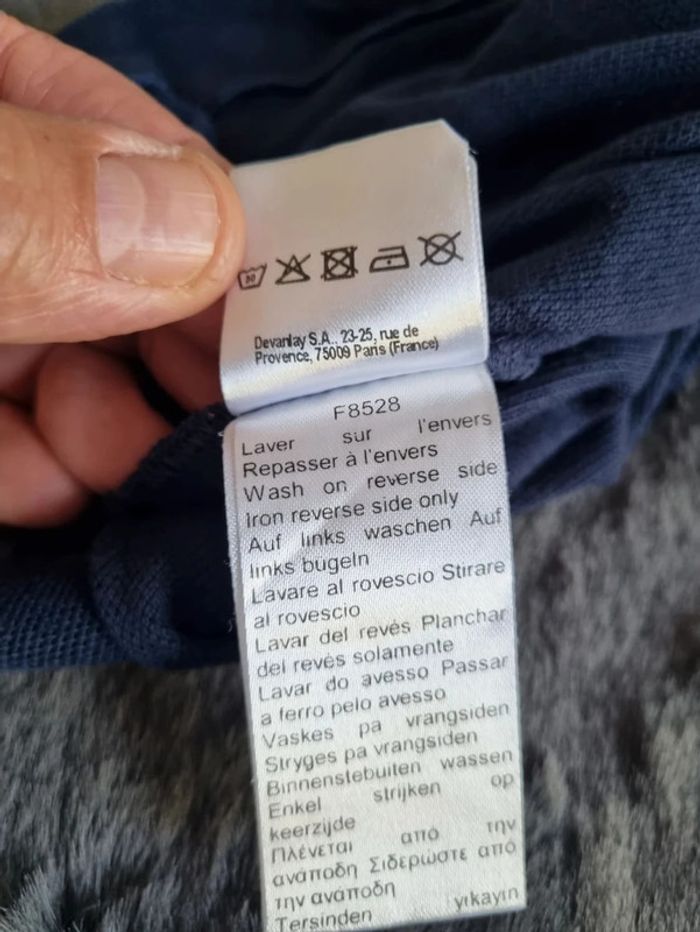 30
Devanlay S.A., 23-25, rue de
Provence, 75009 Paris (France)
F8528
Laver sur l'envers
Repasser à l'envers
Wash on reverse side
Iron reverse side only
Auf links waschen Auf
links bügeln
Lavare al rovescio Stirare
al rovescio
Lavar del revés Planchar
del revés solamente
Lavar do avesso Passar
a ferro pelo avesso
Vaskes pa vrangsiden
Stryges pa vrangsiden
Binnenstebuiten wassen
Enkel strijken op
keerzijde
Πλένεται από την
ανάποδη Σιδερώστε από
την ανάποδη
Tersinden yıkayın